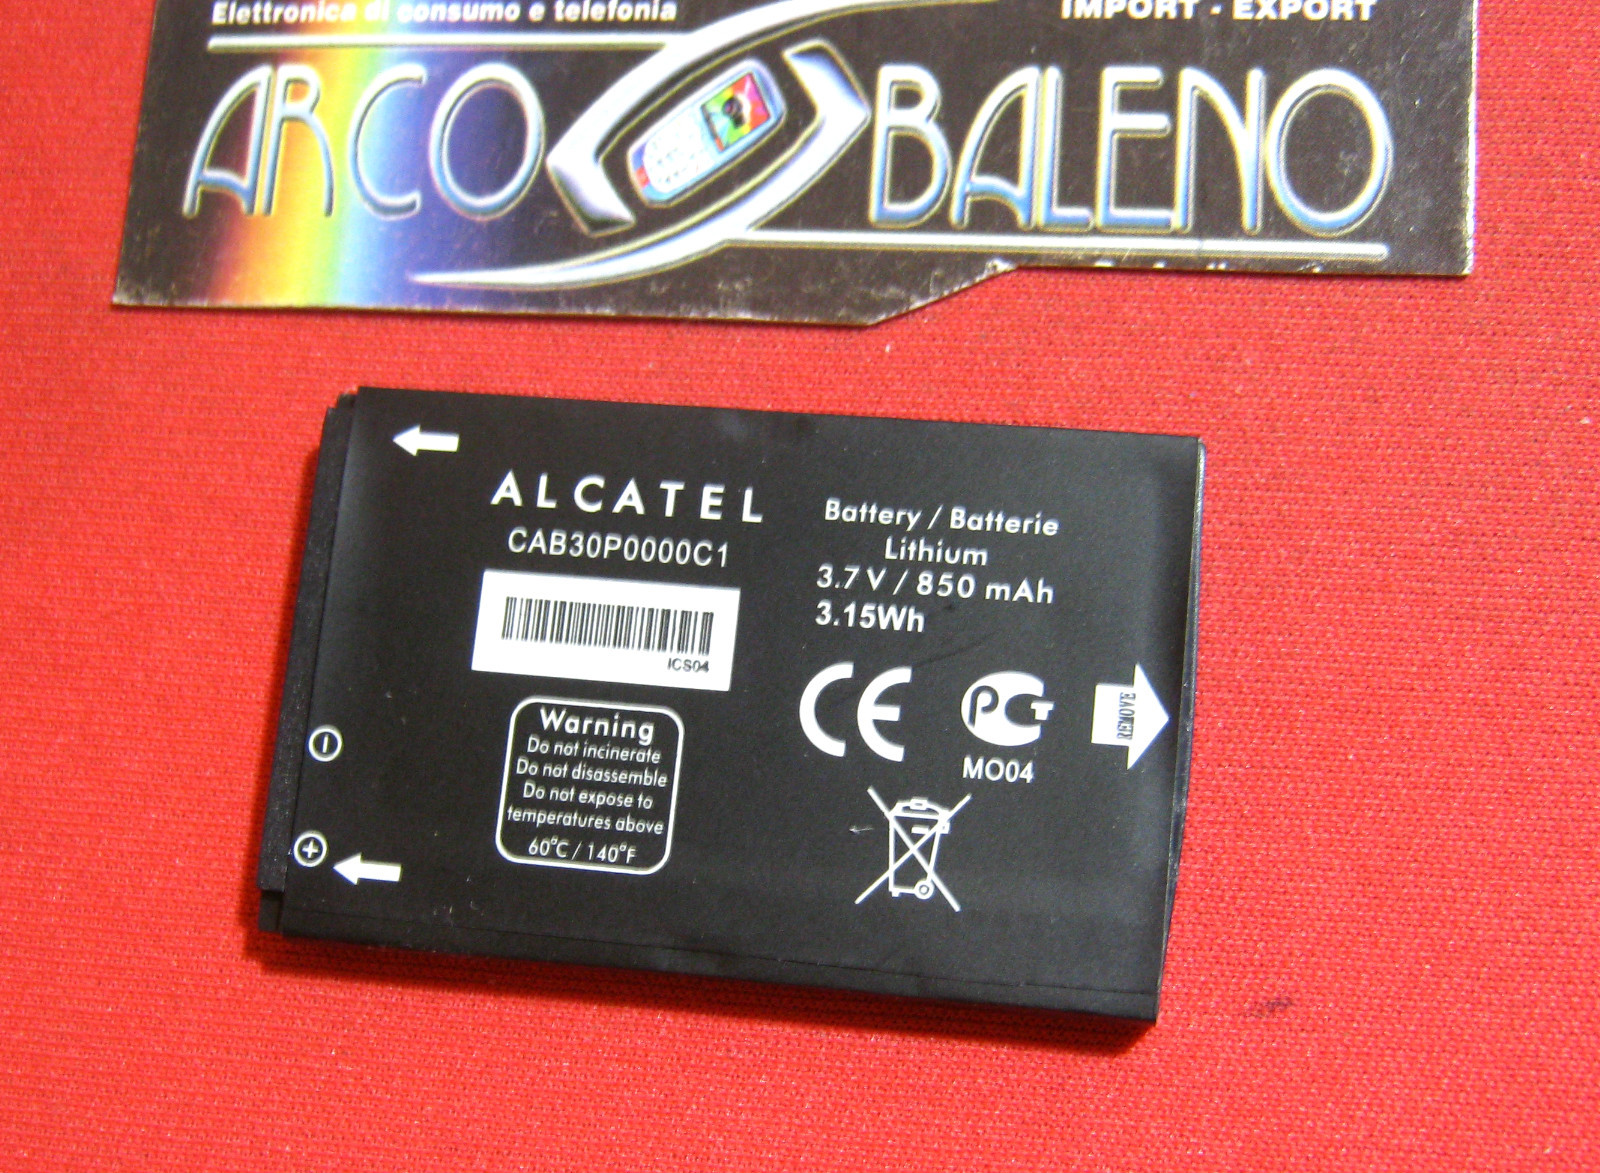 Elettronica di consumo e telefonia
IMPORT - EXPORT
ARCO BALENO
ALCATEL
CAB30P0000C1
ICS04
Warning
Do not incinerate
Do not disassemble
Do not expose to
temperatures above
60°C / 140°F
Battery / Batterie
Lithium
3.7 V / 850 mAh
3.15Wh
CE
PCT
MO04
REMOVE